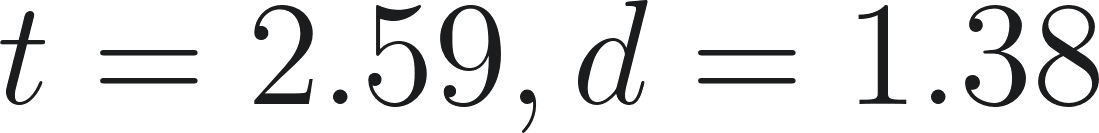 t = 2.59, d = 1.38